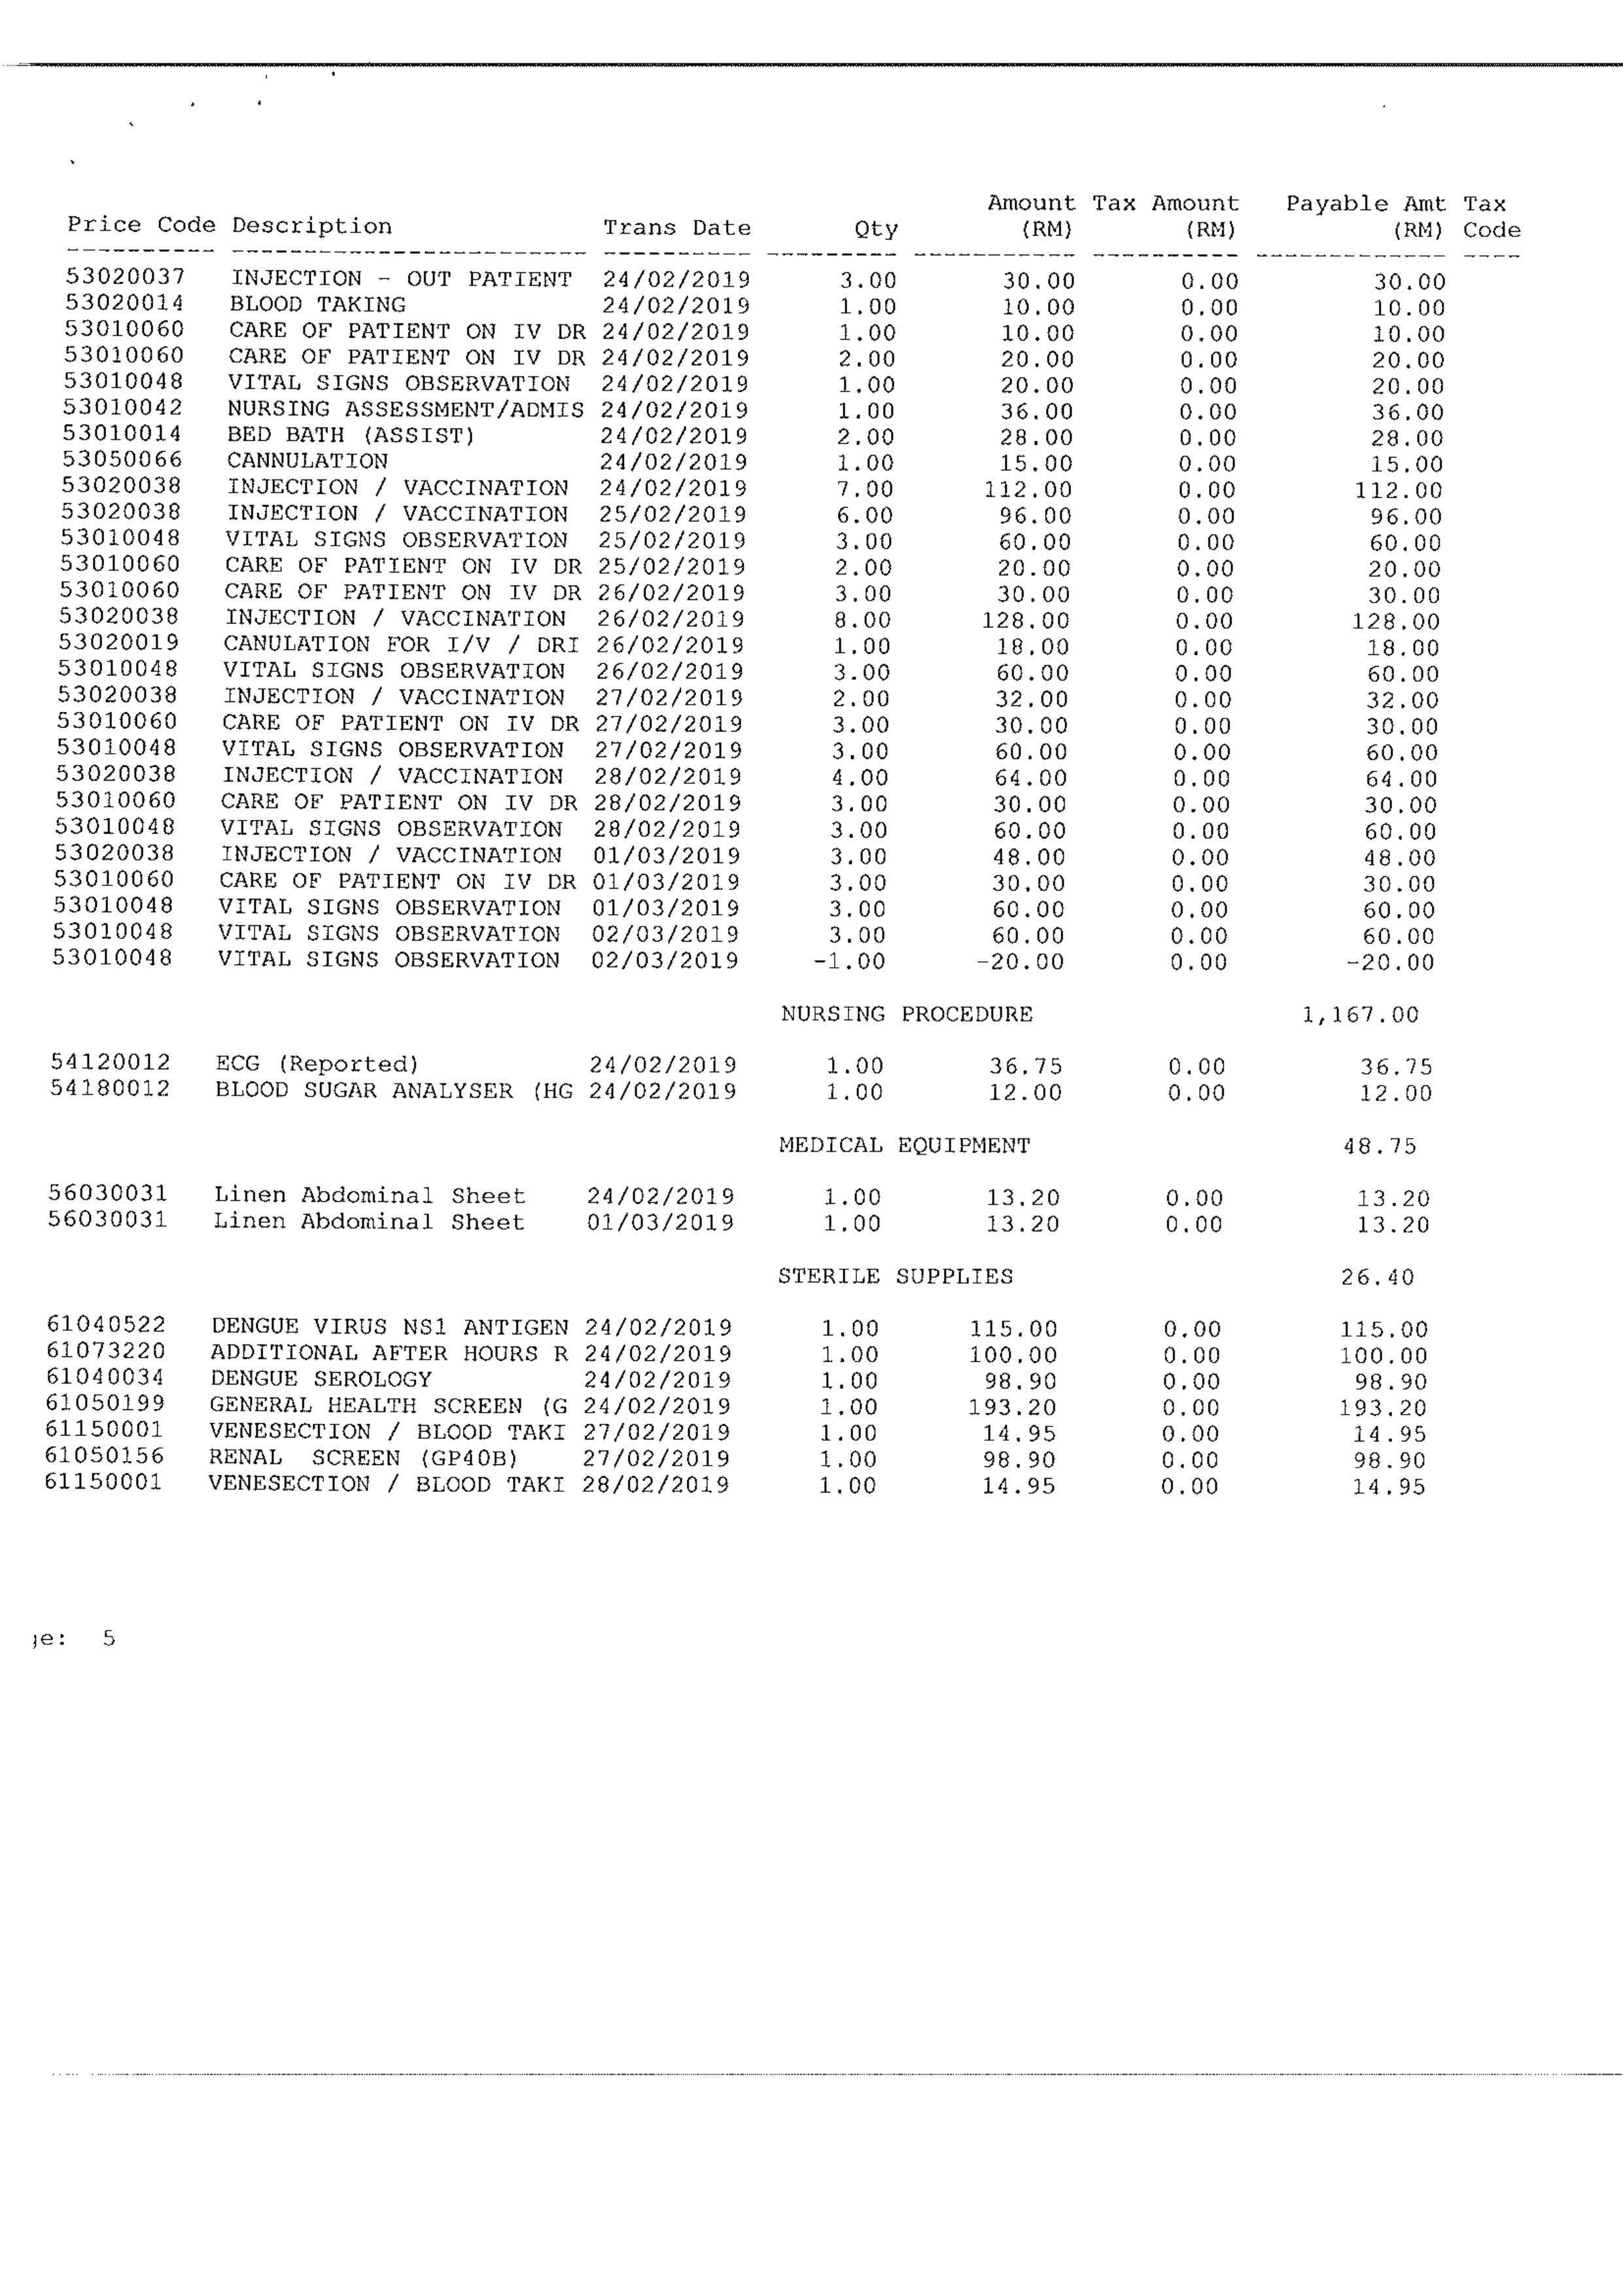 Amount Tax Amount Payable Amt Tax
Price Code Description Trans Date Qty (RM) (RM) (RM) Code
53020037 INJECTION - OUT PATIENT 24/02/2019 3.00 30.00 0.00 30.00
53020014 BLOOD TAKING 24/02/2019 1.00 10.00 0.00 10.00
53010060 CARE OF PATIENT ON IV DR 24/02/2019 1.00 10.00 0.00 10.00
53010060 CARE OF PATIENT ON IV DR 24/02/2019 2.00 20.00 0.00 20.00
53010048 VITAL SIGNS OBSERVATION 24/02/2019 1.00 20.00 0.00 20.00
53010042 NURSING ASSESSMENT/ADMIS 24/02/2019 1.00 36.00 0.00 36.00
53010014 BED BATH (ASSIST) 24/02/2019 2.00 28.00 0.00 28.00
53050066 CANNULATION 24/02/2019 1.00 15.00 0.00 15.00
53020038 INJECTION / VACCINATION 24/02/2019 7.00 112.00 0.00 112.00
53020038 INJECTION / VACCINATION 25/02/2019 6.00 96.00 0.00 96.00
53010048 VITAL SIGNS OBSERVATION 25/02/2019 3.00 60.00 0.00 60.00
53010060 CARE OF PATIENT ON IV DR 25/02/2019 2.00 20.00 0.00 20.00
53010060 CARE OF PATIENT ON IV DR 26/02/2019 3.00 30.00 0.00 30.00
53020038 INJECTION / VACCINATION 26/02/2019 8.00 128.00 0.00 128.00
53020019 CANULATION FOR I/V / DRI 26/02/2019 1.00 18.00 0.00 18.00
53010048 VITAL SIGNS OBSERVATION 26/02/2019 3.00 60.00 0.00 60.00
53020038 INJECTION / VACCINATION 27/02/2019 2.00 32.00 0.00 32.00
53010060 CARE OF PATIENT ON IV DR 27/02/2019 3.00 30.00 0.00 30.00
53010048 VITAL SIGNS OBSERVATION 27/02/2019 3.00 60.00 0.00 60.00
53020038 INJECTION / VACCINATION 28/02/2019 4.00 64.00 0.00 64.00
53010060 CARE OF PATIENT ON IV DR 28/02/2019 3.00 30.00 0.00 30.00
53010048 VITAL SIGNS OBSERVATION 28/02/2019 3.00 60.00 0.00 60.00
53020038 INJECTION / VACCINATION 01/03/2019 3.00 48.00 0.00 48.00
53010060 CARE OF PATIENT ON IV DR 01/03/2019 3.00 30.00 0.00 30.00
53010048 VITAL SIGNS OBSERVATION 01/03/2019 3.00 60.00 0.00 60.00
53010048 VITAL SIGNS OBSERVATION 02/03/2019 3.00 60.00 0.00 60.00
53010048 VITAL SIGNS OBSERVATION 02/03/2019 -1.00 -20.00 0.00 -20.00
NURSING PROCEDURE 1,167.00
54120012 ECG (Reported) 24/02/2019 1.00 36.75 0.00 36.75
54180012 BLOOD SUGAR ANALYSER (HG 24/02/2019 1.00 12.00 0.00 12.00
MEDICAL EQUIPMENT 48.75
56030031 Linen Abdominal Sheet 24/02/2019 1.00 13.20 0.00 13.20
56030031 Linen Abdominal Sheet 01/03/2019 1.00 13.20 0.00 13.20
STERILE SUPPLIES 26.40
61040522 DENGUE VIRUS NS1 ANTIGEN 24/02/2019 1.00 115.00 0.00 115.00
61073220 ADDITIONAL AFTER HOURS R 24/02/2019 1.00 100.00 0.00 100.00
61040034 DENGUE SEROLOGY 24/02/2019 1.00 98.90 0.00 98.90
61050199 GENERAL HEALTH SCREEN (G 24/02/2019 1.00 193.20 0.00 193.20
61150001 VENESECTION / BLOOD TAKI 27/02/2019 1.00 14.95 0.00 14.95
61050156 RENAL SCREEN (GP40B) 27/02/2019 1.00 98.90 0.00 98.90
61150001 VENESECTION / BLOOD TAKI 28/02/2019 1.00 14.95 0.00 14.95
ge: 5